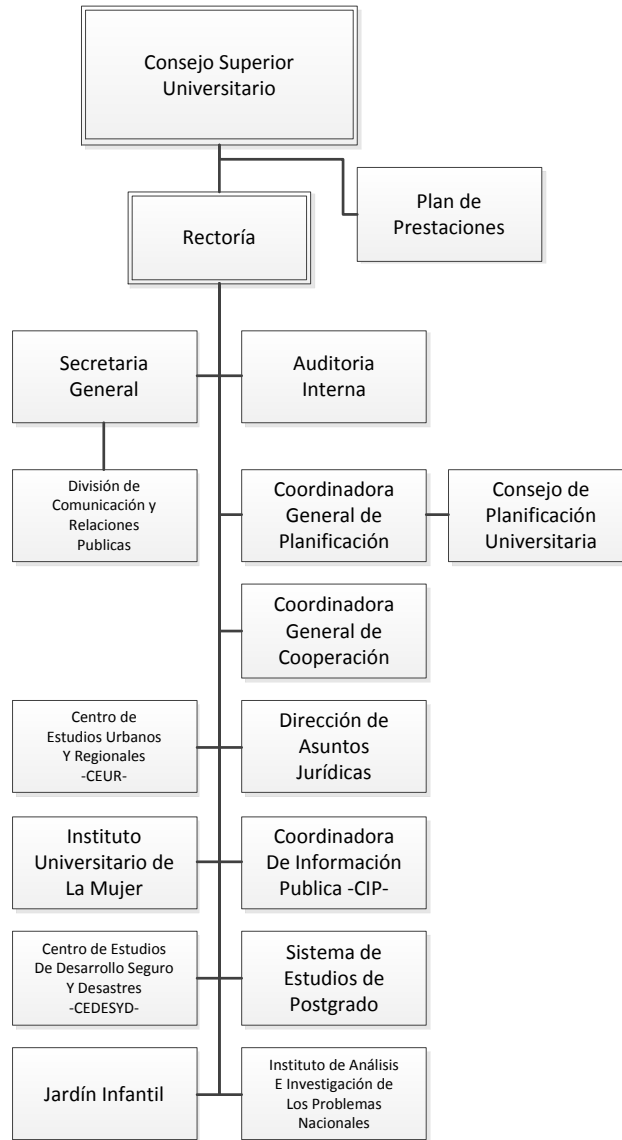 Consejo Superior
Universitario
Plan de
Prestaciones
Rectoría
Secretaria
General
Auditoria
Interna
División de
Comunicación y
Relaciones
Publicas
Coordinadora
General de
Planificación
Consejo de
Planificación
Universitaria
Coordinadora
General de
Cooperación
Centro de
Estudios Urbanos
Y Regionales
-CEUR-
Dirección de
Asuntos
Jurídicas
Instituto
Universitario de
La Mujer
Coordinadora
De Información
Publica -CIP-
Centro de Estudios
De Desarrollo Seguro
Y Desastres
-CEDESYD-
Sistema de
Estudios de
Postgrado
Jardín Infantil
Instituto de Análisis
E Investigación de
Los Problemas
Nacionales